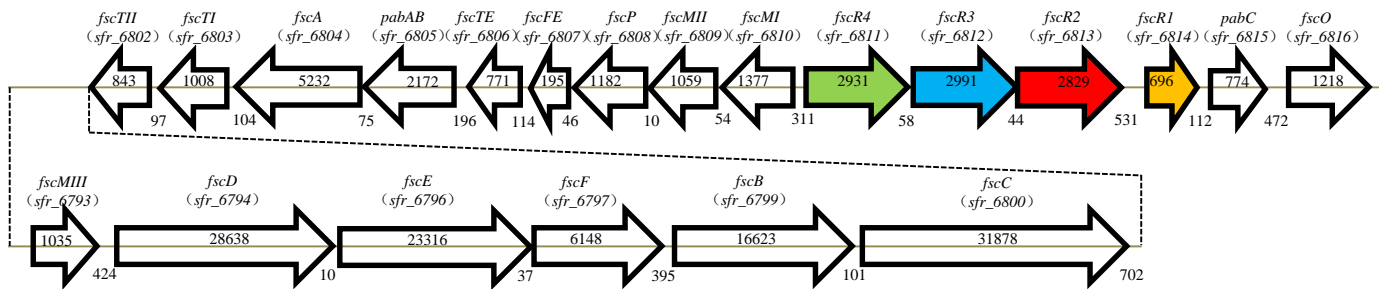 fscTII fscTI fscA pabAB fscTE fscFE fscP fscMII fscMI fscR4 fscR3 fscR2 fscR1 pabC fscO
（sfr_6802） （sfr_6803） （sfr_6804） （sfr_6805） （sfr_6806） （sfr_6807） （sfr_6808） （sfr_6809） （sfr_6810） （sfr_6811） （sfr_6812） （sfr_6813） （sfr_6814） （sfr_6815） （sfr_6816）
843 1008 5232 2172 771 195 1182 1059 1377 2931 2991 2829 696 774 1218
97 104 75 196 114 46 10 54 311 58 44 531 112 472
fscMIII fscD fscE fscF fscB fscC
（sfr_6793） （sfr_6794） （sfr_6796） （sfr_6797） （sfr_6799） （sfr_6800）
1035 28638 23316 6148 16623 31878
424 10 37 395 101 702